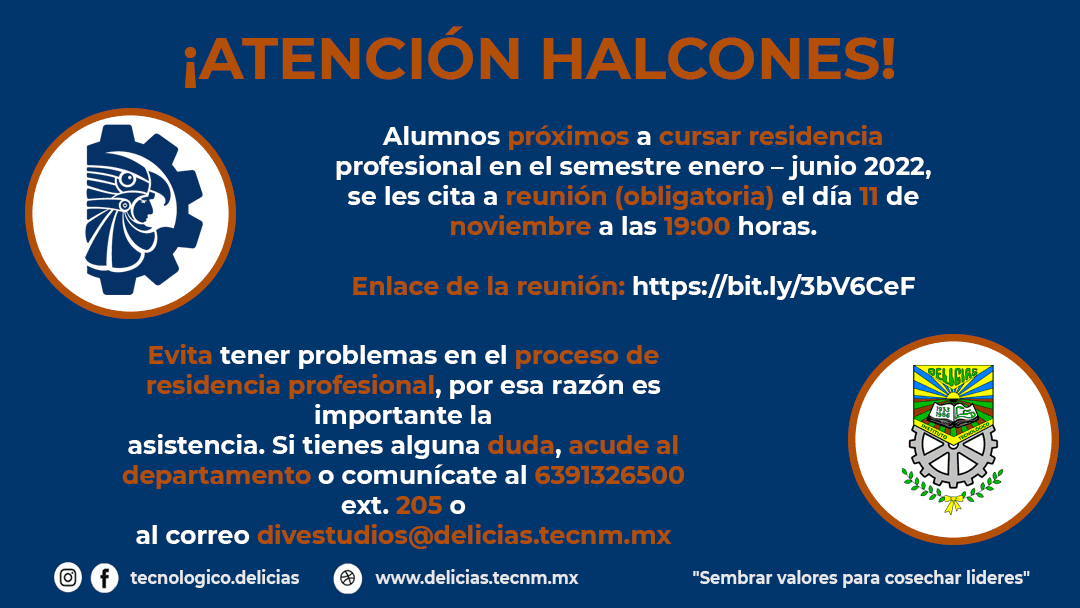 ¡ATENCIÓN HALCONES!
Alumnos próximos a cursar residencia
profesional en el semestre enero – junio 2022,
se les cita a reunión (obligatoria) el día 11 de
noviembre a las 19:00 horas.
Enlace de la reunión: https://bit.ly/3bV6CeF
Evita tener problemas en el proceso de
residencia profesional, por esa razón es
importante la
asistencia. Si tienes alguna duda, acude al
departamento o comunícate al 6391326500
ext. 205 o
al correo divestudios@delicias.tecnm.mx
DELICIAS
1933
INSTITUTO TECNOLOGICO
tecnologico.delicias
www.delicias.tecnm.mx
"Sembrar valores para cosechar lideres"